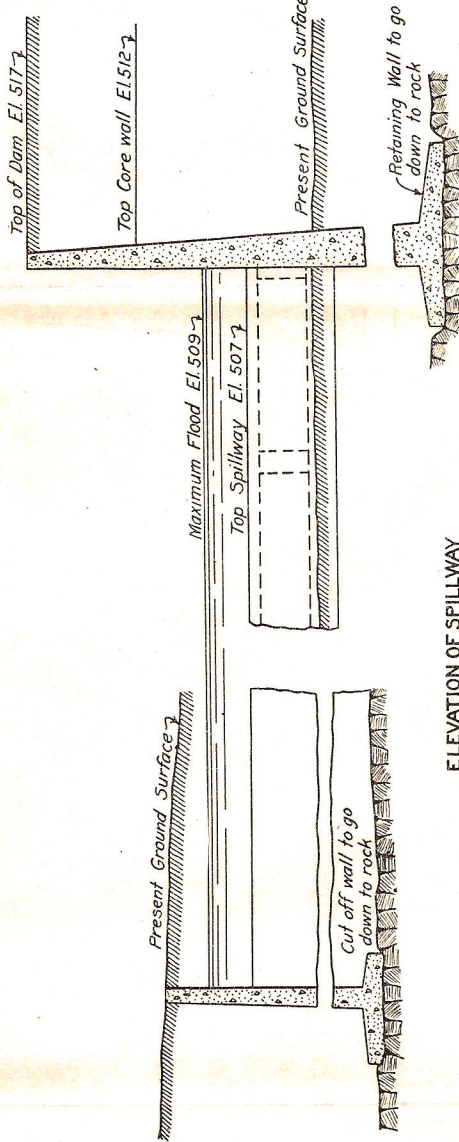 Top of Dam El. 517
Top Core wall El. 512
Present Ground Surface
Maximum Flood El. 509
Top Spillway El. 507
Present Ground Surface
Retaining Wall to go
down to rock
Cut off wall to go
down to rock
ELEVATION OF SPILLWAY